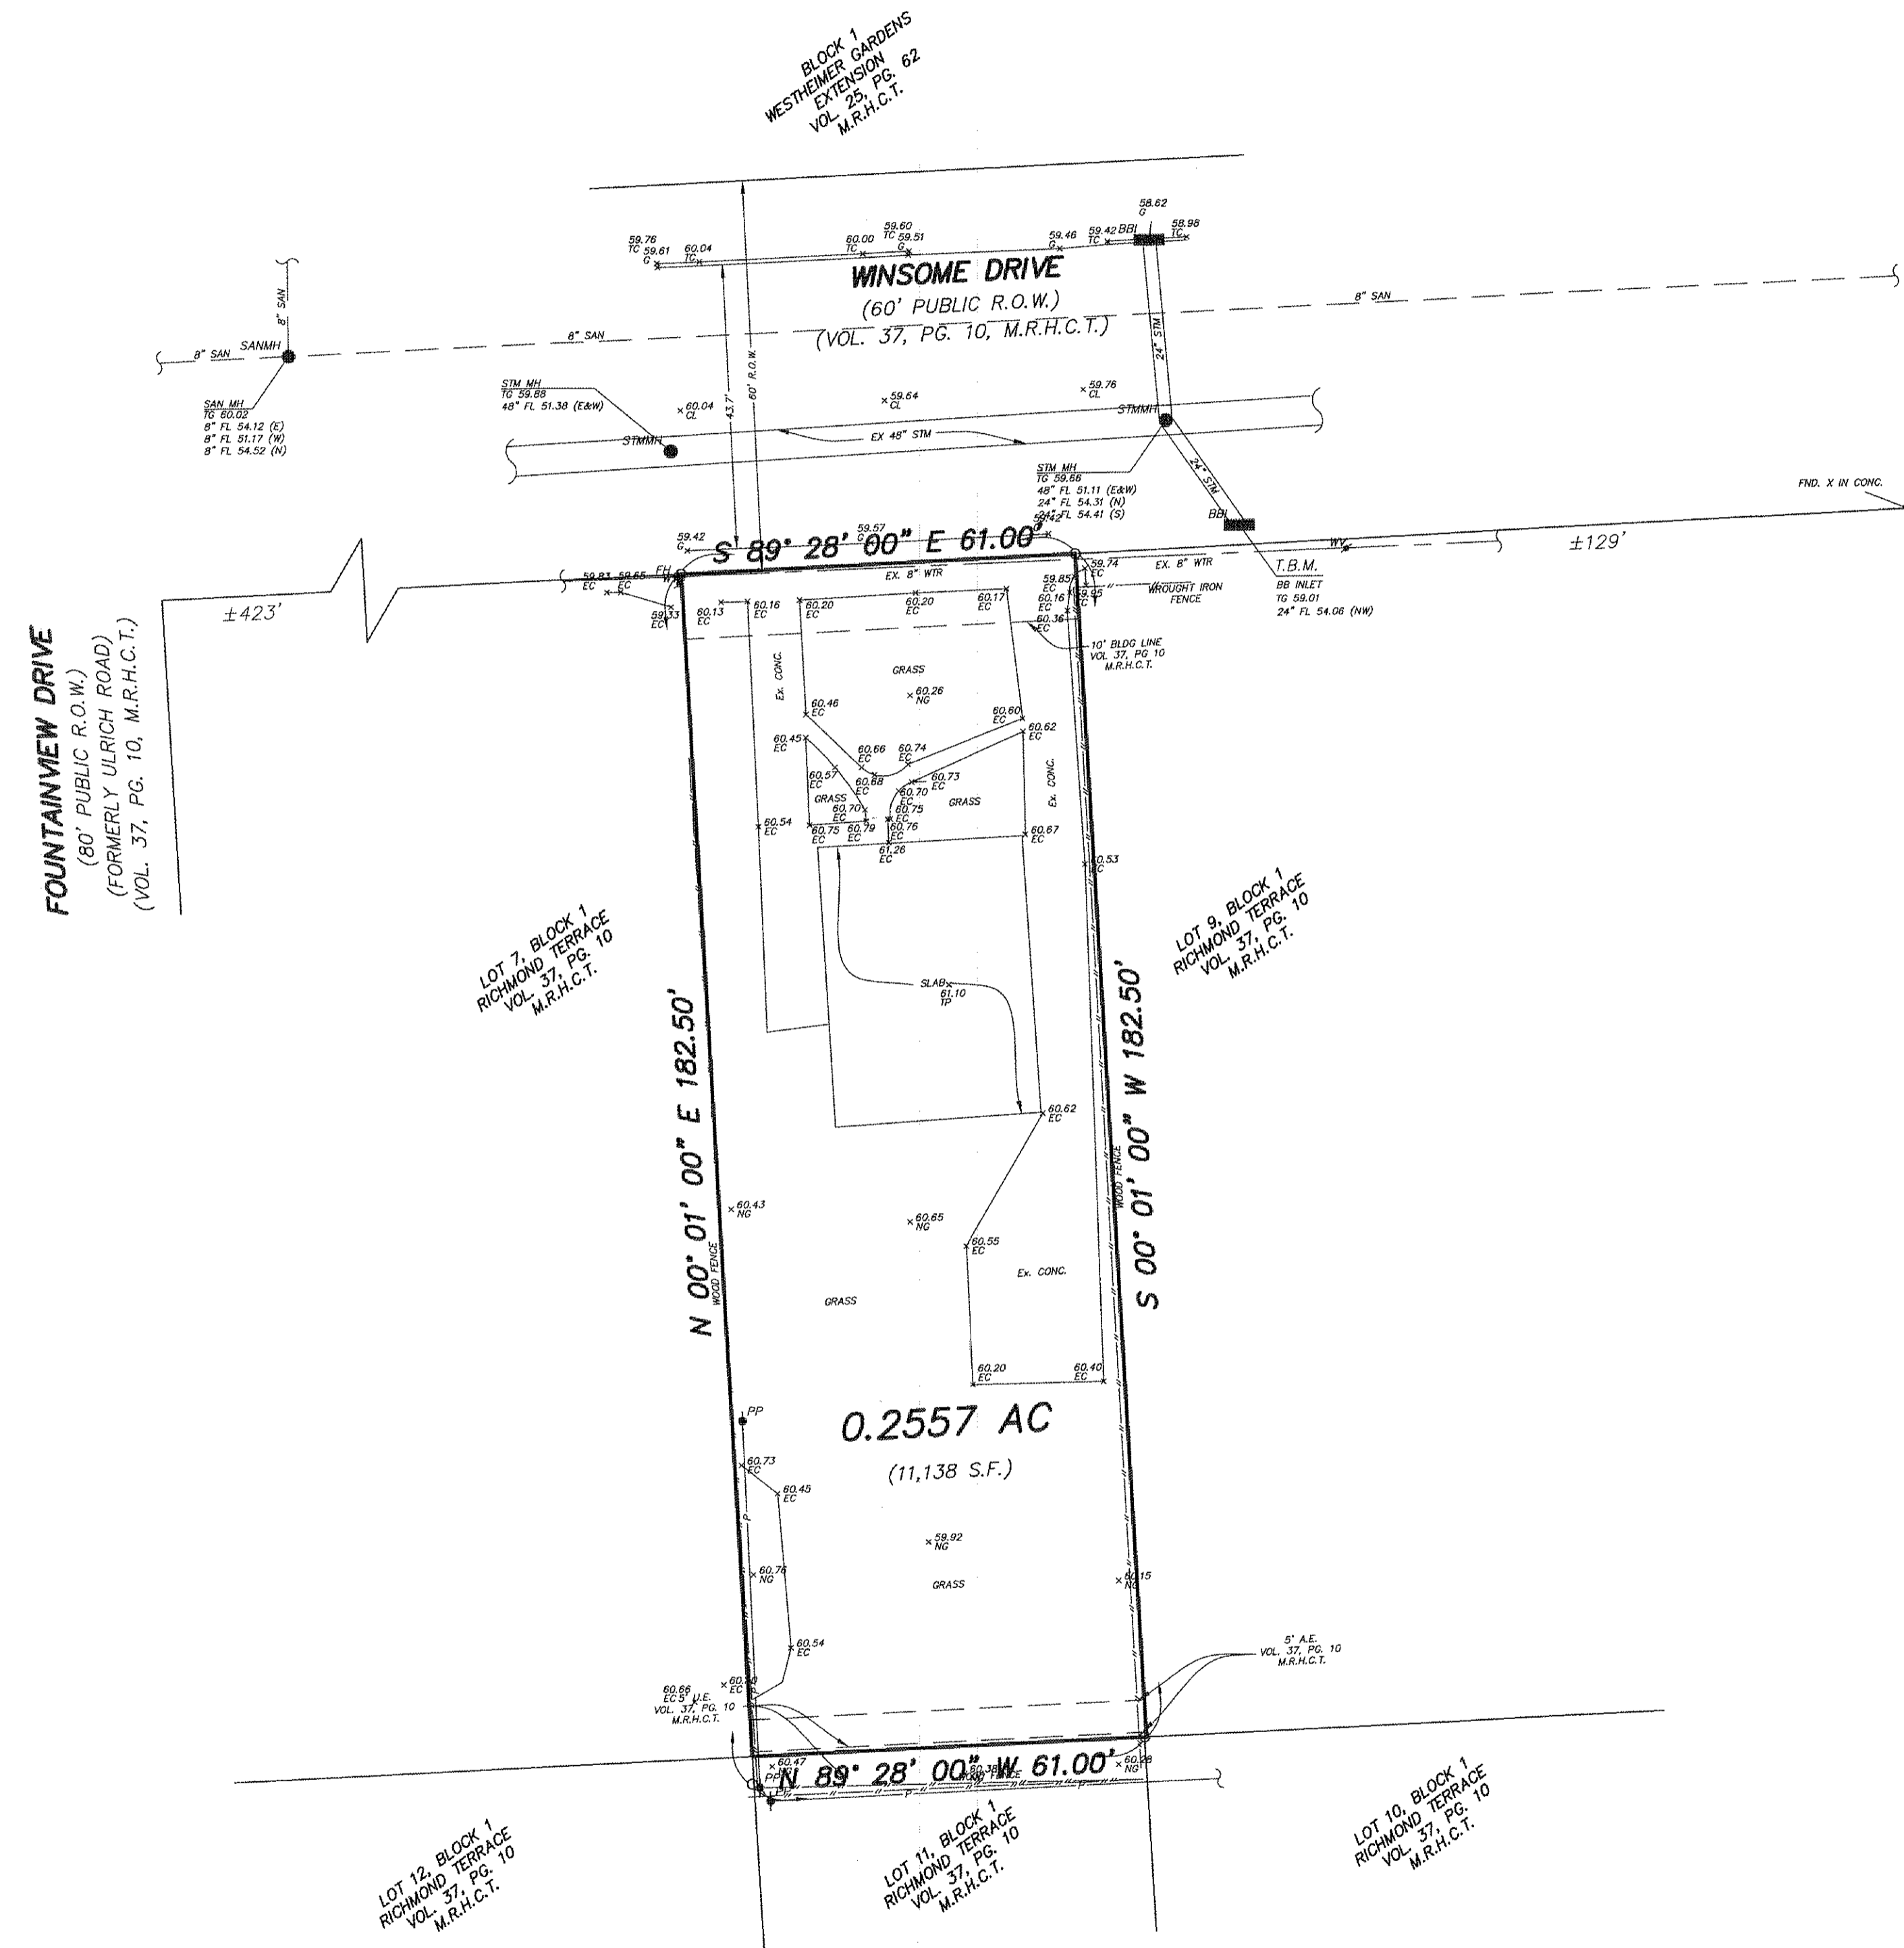 BLOCK 1
WESTHEIMER GARDENS
EXTENSION
VOL. 25, PG. 62
M.R.H.C.T.
58.62
G
59.76
TC
59.61
G
60.04
TC
60.00
TC
59.60
TC
59.51
G
59.46
G
59.42
TC
BBI
58.98
TC
WINSOME DRIVE
(60' PUBLIC R.O.W.)
(VOL. 37, PG. 10, M.R.H.C.T.)
8" SAN
8" SAN
SANMH
8" SAN
8" SAN
24" STM
43.7'
60' R.O.W.
SAN MH
TG 60.02
8" FL 54.12 (E)
8" FL 51.17 (W)
8" FL 54.52 (N)
STM MH
TG 59.88
48" FL 51.38 (E&W)
STMMH
60.04
CL
59.64
CL
59.76
CL
STMMH
EX 48" STM
24" STM
STM MH
TG 59.66
48" FL 51.11 (E&W)
24" FL 54.31 (N)
24" FL 54.41 (S)
BBI
FND. X IN CONC.
59.42
G
59.57
G
59.42
S 89° 28' 00" E 61.00'
WV
±129'
T.B.M.
BB INLET
TG 59.01
24" FL 54.06 (NW)
FH
EX. 8" WTR
EX. 8" WTR
WROUGHT IRON
FENCE
±423'
59.83
EC
59.65
EC
59.33
EC
60.13
EC
60.16
EC
60.20
EC
60.20
EC
60.17
EC
59.74
EC
59.85
EC
59.95
60.16
EC
60.36
EC
10' BLDG LINE
VOL 37, PG 10
M.R.H.C.T.
FOUNTAINVIEW DRIVE
(80' PUBLIC R.O.W.)
(FORMERLY ULRICH ROAD)
(VOL. 37, PG. 10, M.R.H.C.T.)
Ex. CONC.
GRASS
60.26
NG
60.46
EC
60.60
EC
60.62
EC
60.45
EC
60.66
EC
60.74
EC
60.57
EC
60.68
EC
60.73
EC
60.70
EC
GRASS
GRASS
Ex. CONC.
60.70
EC
60.75
EC
60.54
EC
60.75
EC
60.79
EC
60.76
EC
60.67
EC
61.26
EC
60.53
EC
LOT 7, BLOCK 1
RICHMOND TERRACE
VOL. 37, PG. 10
M.R.H.C.T.
LOT 9, BLOCK 1
RICHMOND TERRACE
VOL. 37, PG. 10
M.R.H.C.T.
SLAB
61.10
TP
N 00° 01' 00" E 182.50'
S 00° 01' 00" W 182.50'
60.62
EC
WOOD FENCE
60.43
NG
60.65
NG
WOOD FENCE
60.55
EC
Ex. CONC.
GRASS
60.20
EC
60.40
EC
PP
0.2557 AC
(11,138 S.F.)
60.73
EC
60.45
EC
P
59.92
NG
60.76
NG
GRASS
60.15
NG
60.54
EC
5' A.E.
VOL. 37, PG. 10
M.R.H.C.T.
60.66
EC
EC
5' U.E.
VOL. 37, PG. 10
M.R.H.C.T.
60.47
NG
60.38
60.28
NG
PP
N 89° 28' 00" W 61.00'
P
P
LOT 12, BLOCK 1
RICHMOND TERRACE
VOL. 37, PG. 10
M.R.H.C.T.
LOT 11, BLOCK 1
RICHMOND TERRACE
VOL. 37, PG. 10
M.R.H.C.T.
LOT 10, BLOCK 1
RICHMOND TERRACE
VOL. 37, PG. 10
M.R.H.C.T.